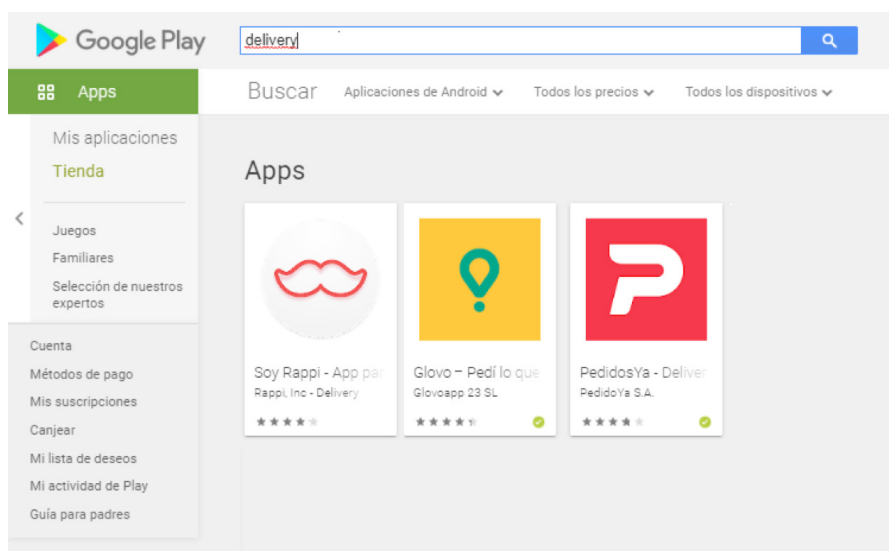 Google Play
delivery
Apps
Buscar
Aplicaciones de Android
Todos los precios
Todos los dispositivos
Mis aplicaciones
Tienda
Juegos
Familiares
Selección de nuestros
expertos
Cuenta
Métodos de pago
Mis suscripciones
Canjear
Mi lista de deseos
Mi actividad de Play
Guía para padres
Apps
Soy Rappi - App par
Rappi, Inc - Delivery
Glovo – Pedí lo que
Glovoapp 23 SL
PedidosYa - Deliver
PedidoYa S.A.